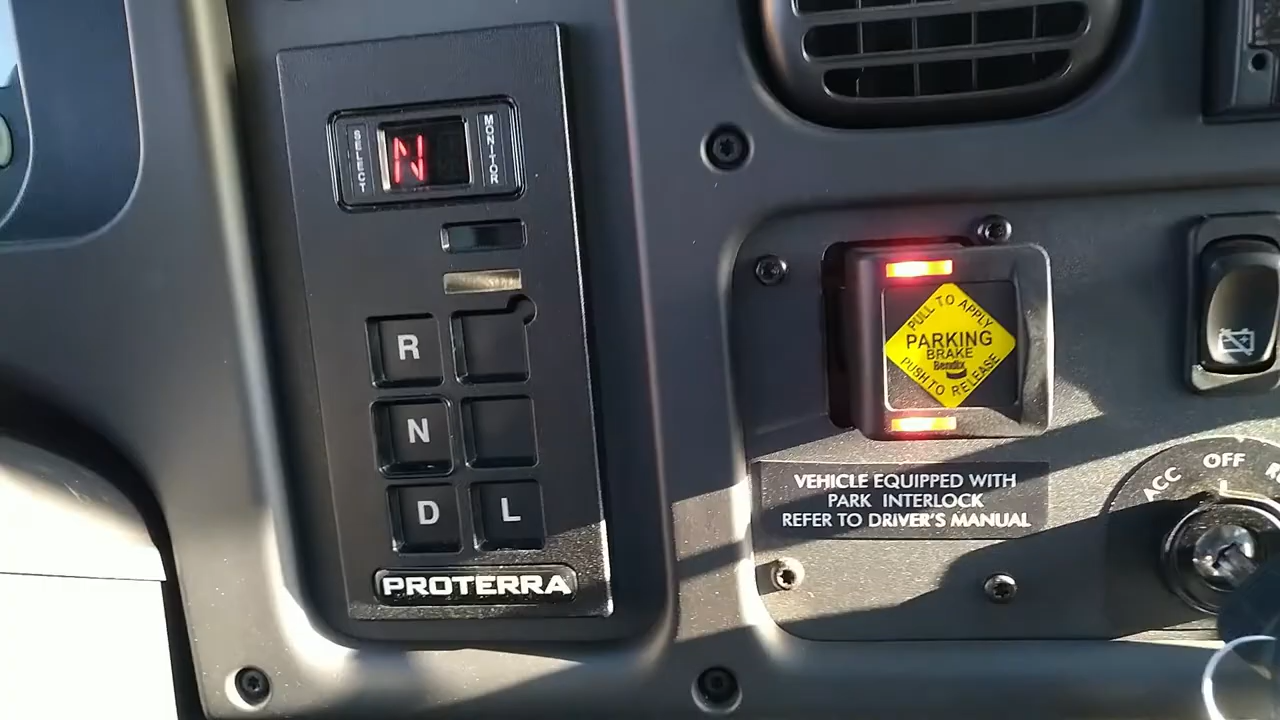 SELECT
N
MONITOR
R
N
D
L
PROTERRA
PULL TO APPLY
PARKING
BRAKE
Bendix
PUSH TO RELEASE
VEHICLE EQUIPPED WITH
PARK INTERLOCK
REFER TO DRIVER'S MANUAL
ACC
OFF